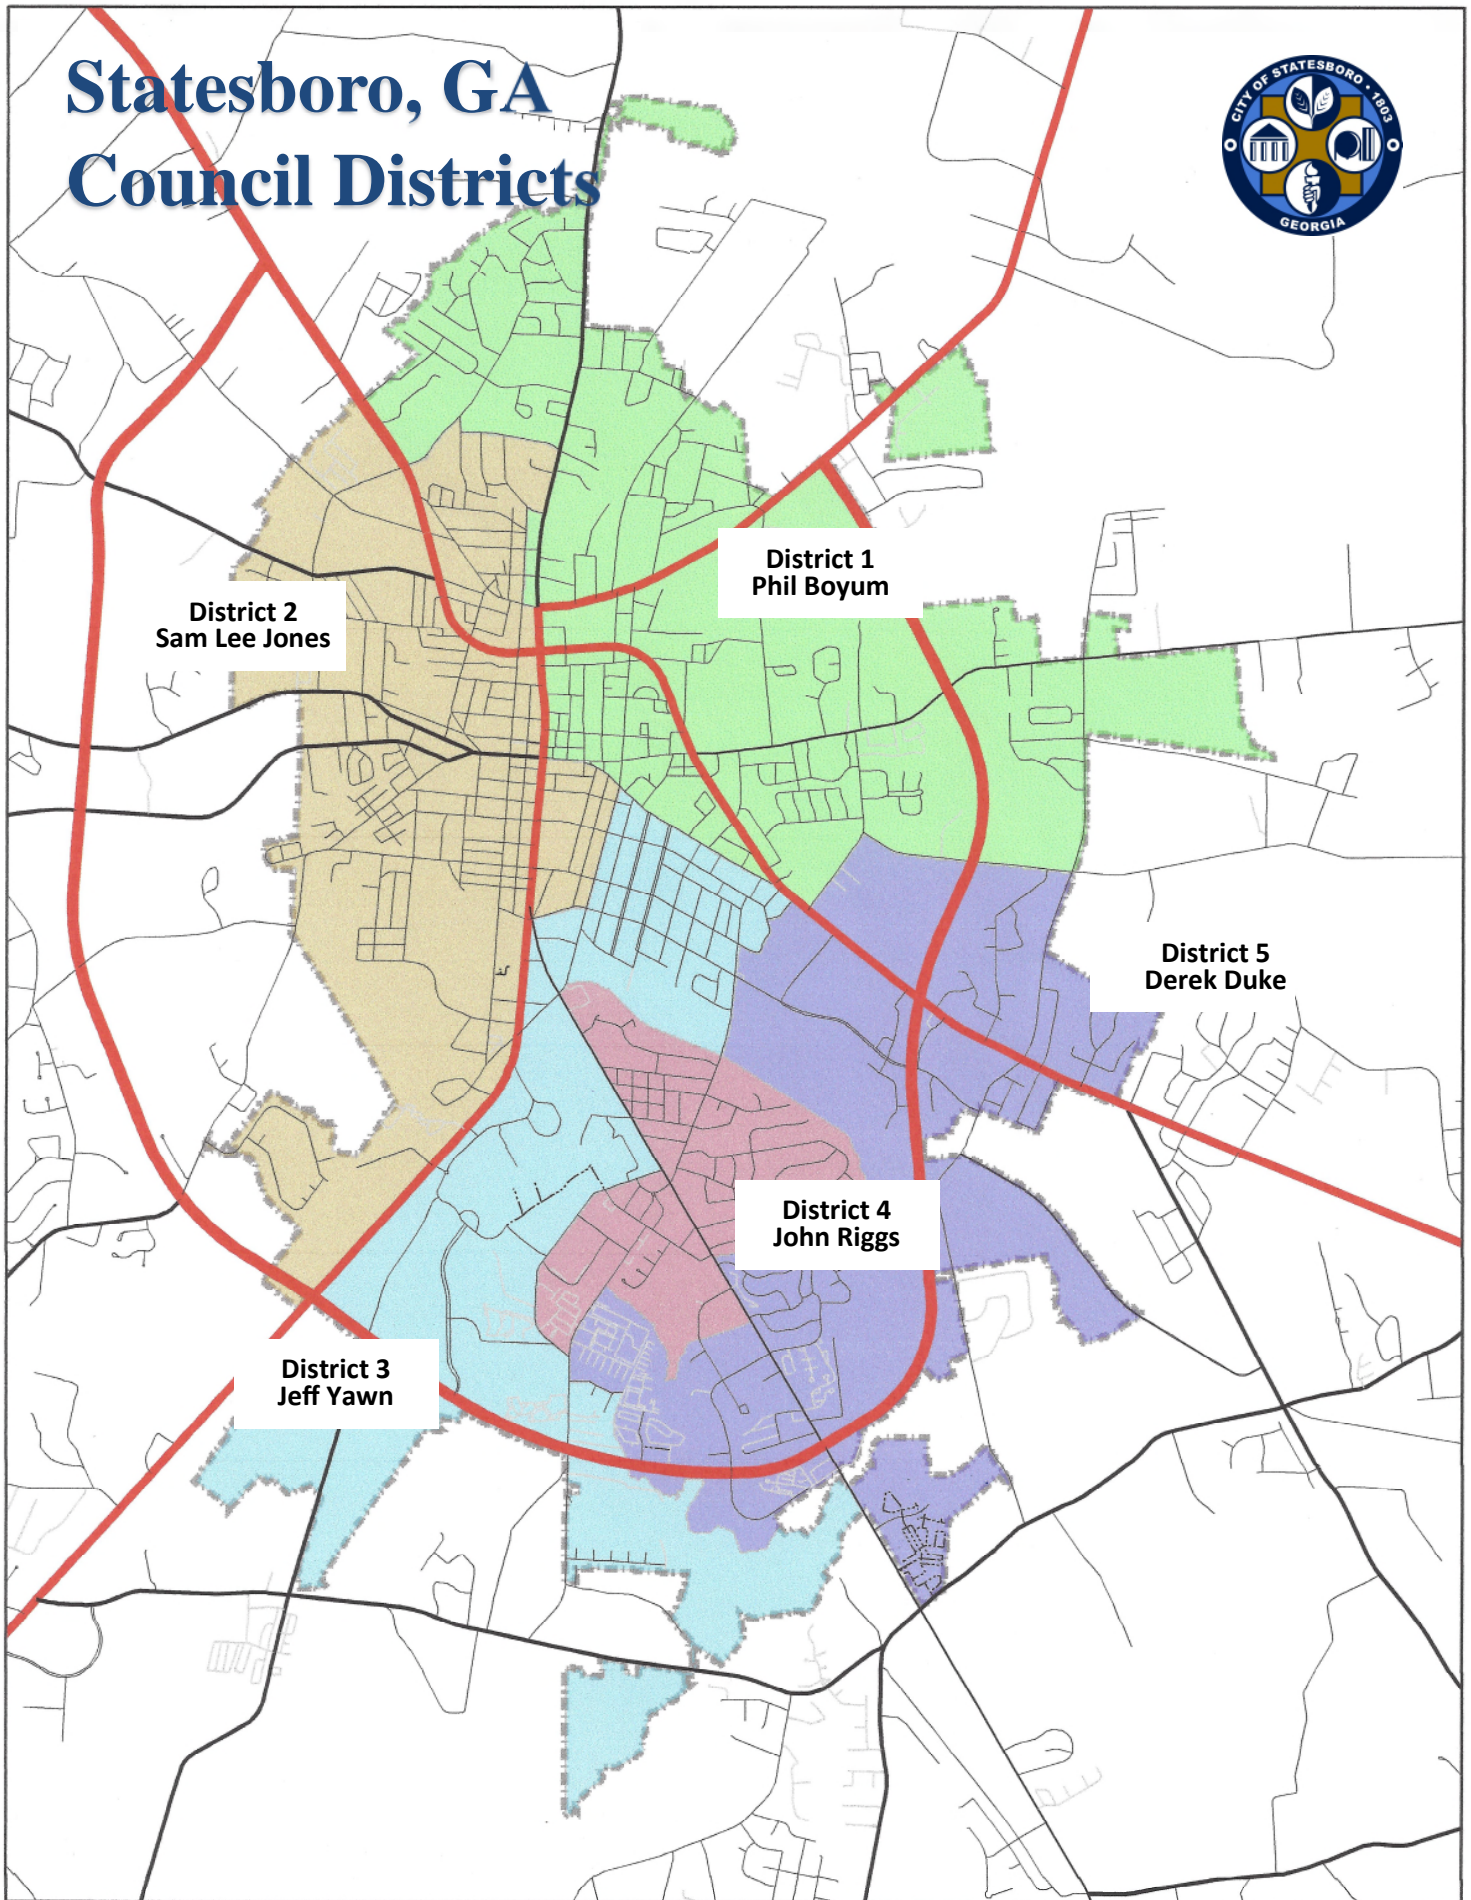 Statesboro, GA
Council Districts
CITY OF STATESBORO • 1803
GEORGIA
District 1
Phil Boyum
District 2
Sam Lee Jones
District 5
Derek Duke
District 4
John Riggs
District 3
Jeff Yawn